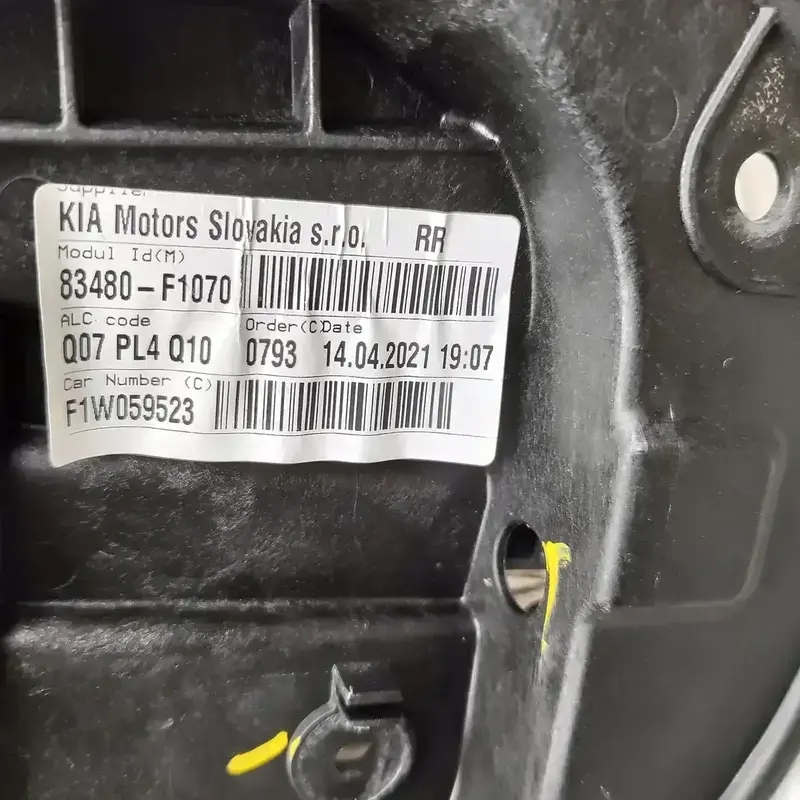 Supplier
KIA Motors Slovakia s.r.o. RR
Modul Id(M)
83480-F1070
ALC code Order(C)Date
Q07 PL4 Q10 0793 14.04.2021 19:07
Car Number (C)
F1W059523